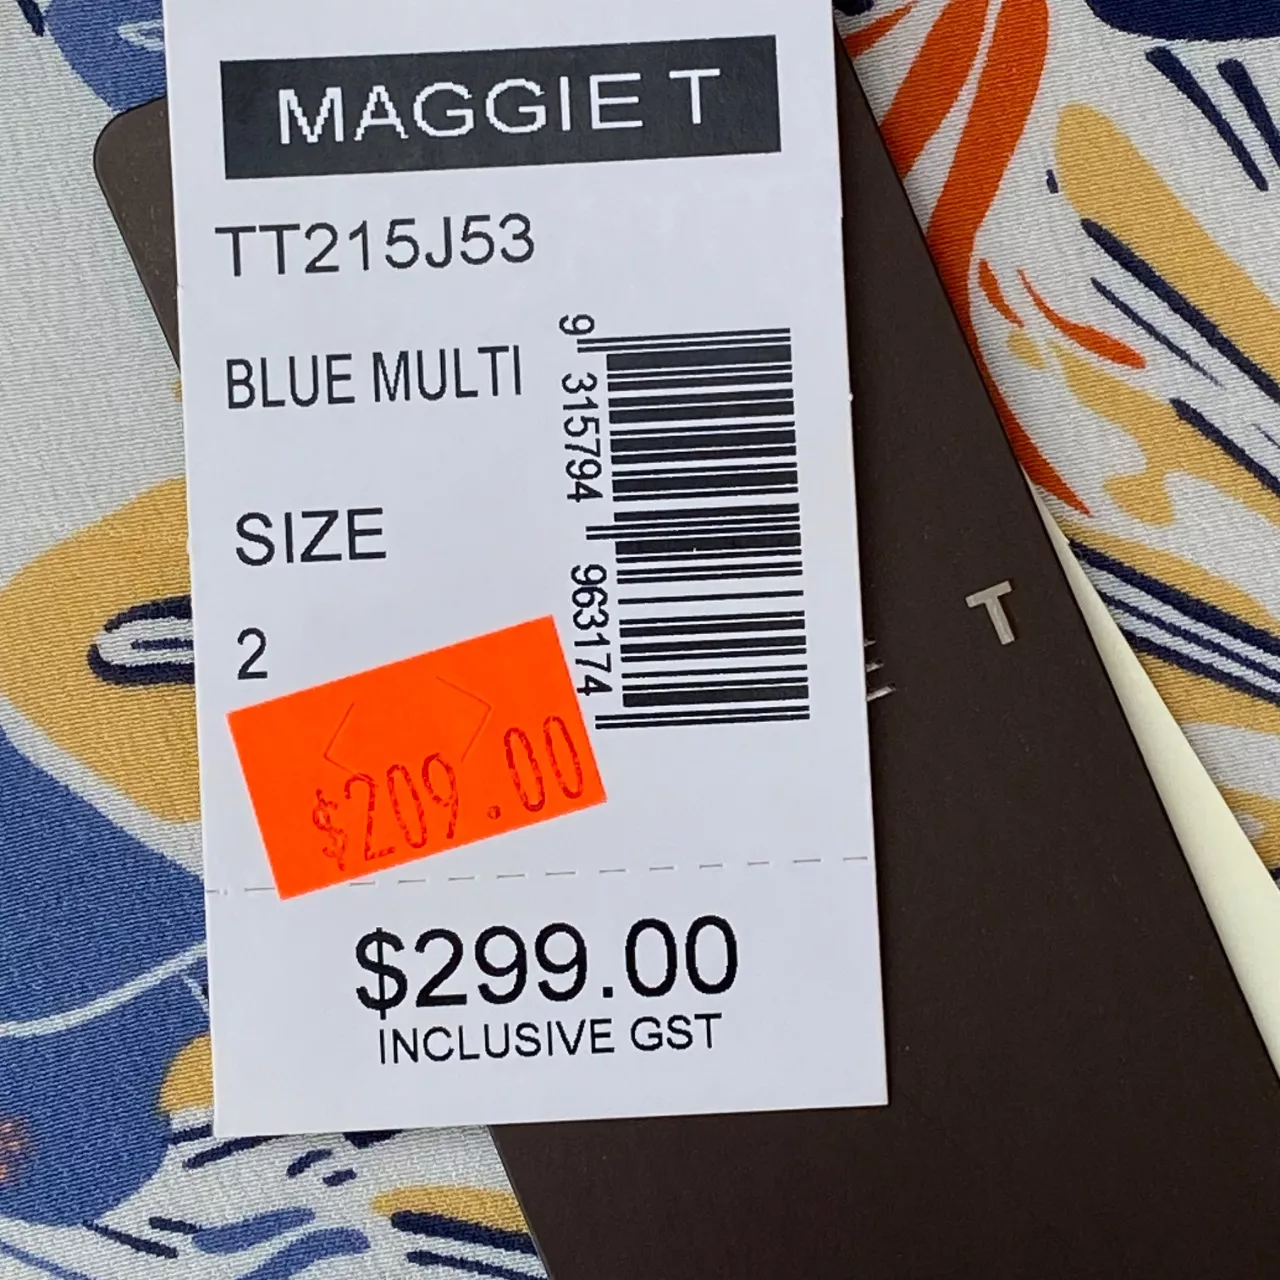 MAGGIE T
TT215J53
BLUE MULTI
9 315794 963174
SIZE
2
$209.00
$299.00
INCLUSIVE GST
E T